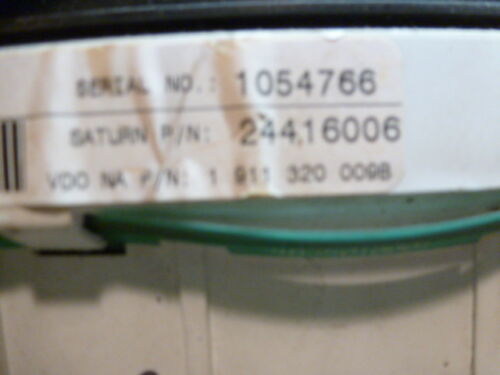 SERIAL NO.: 1054766
SATURN P/N: 24416006
VDO NA P/N: 1 911 320 009B